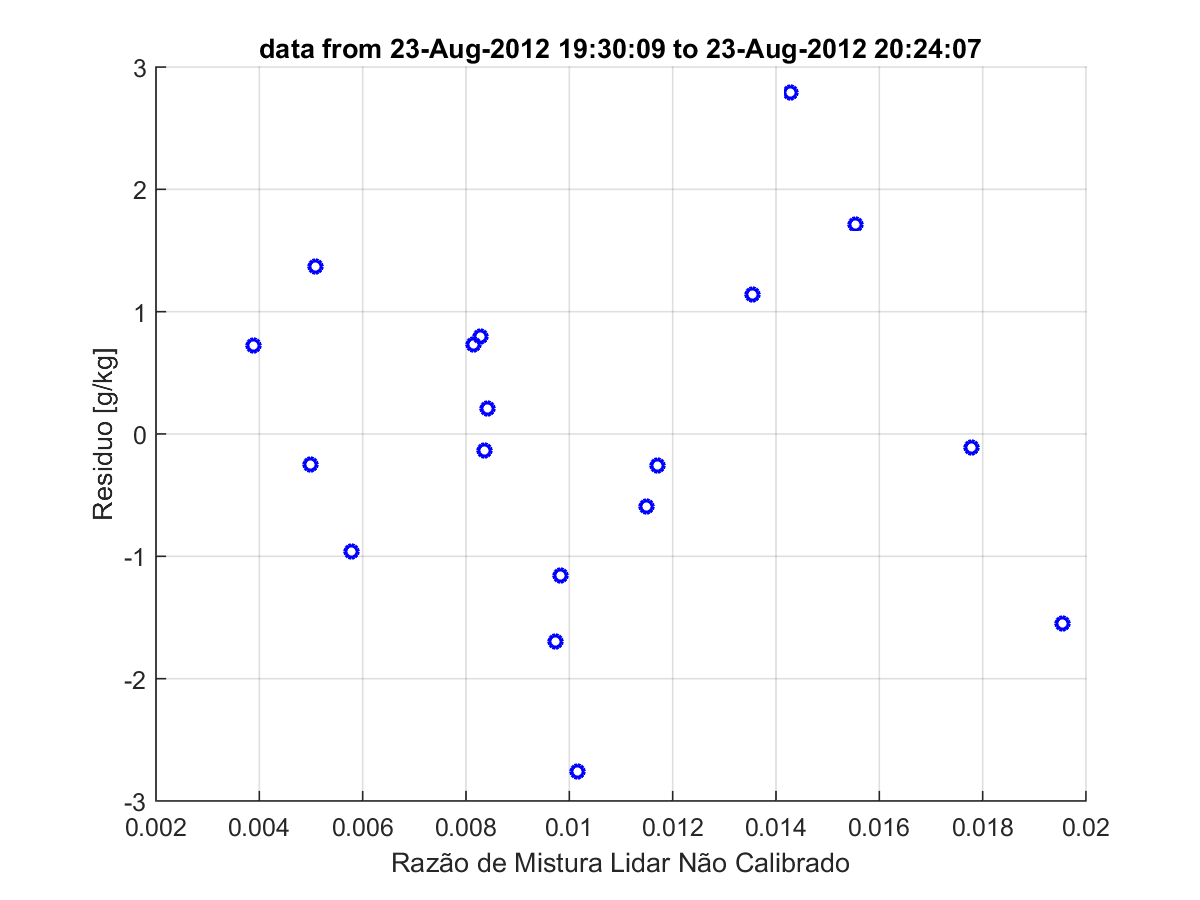 data from 23-Aug-2012 19:30:09 to 23-Aug-2012 20:24:07
3
2
1
0
-1
-2
-3
Residuo [g/kg]
0.002 0.004 0.006 0.008 0.01 0.012 0.014 0.016 0.018 0.02
Razão de Mistura Lidar Não Calibrado